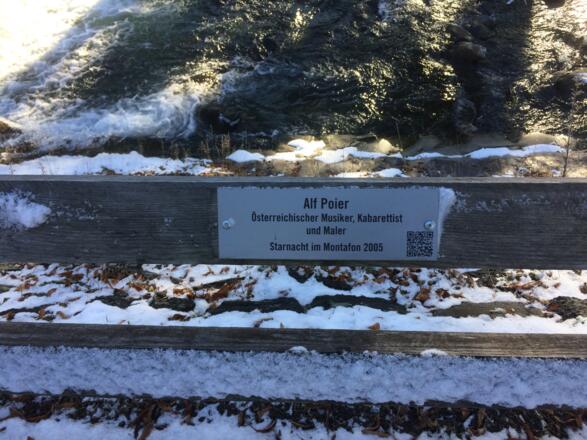 Alf Poier
Österreichischer Musiker, Kabarettist
und Maler
Starnacht im Montafon 2005